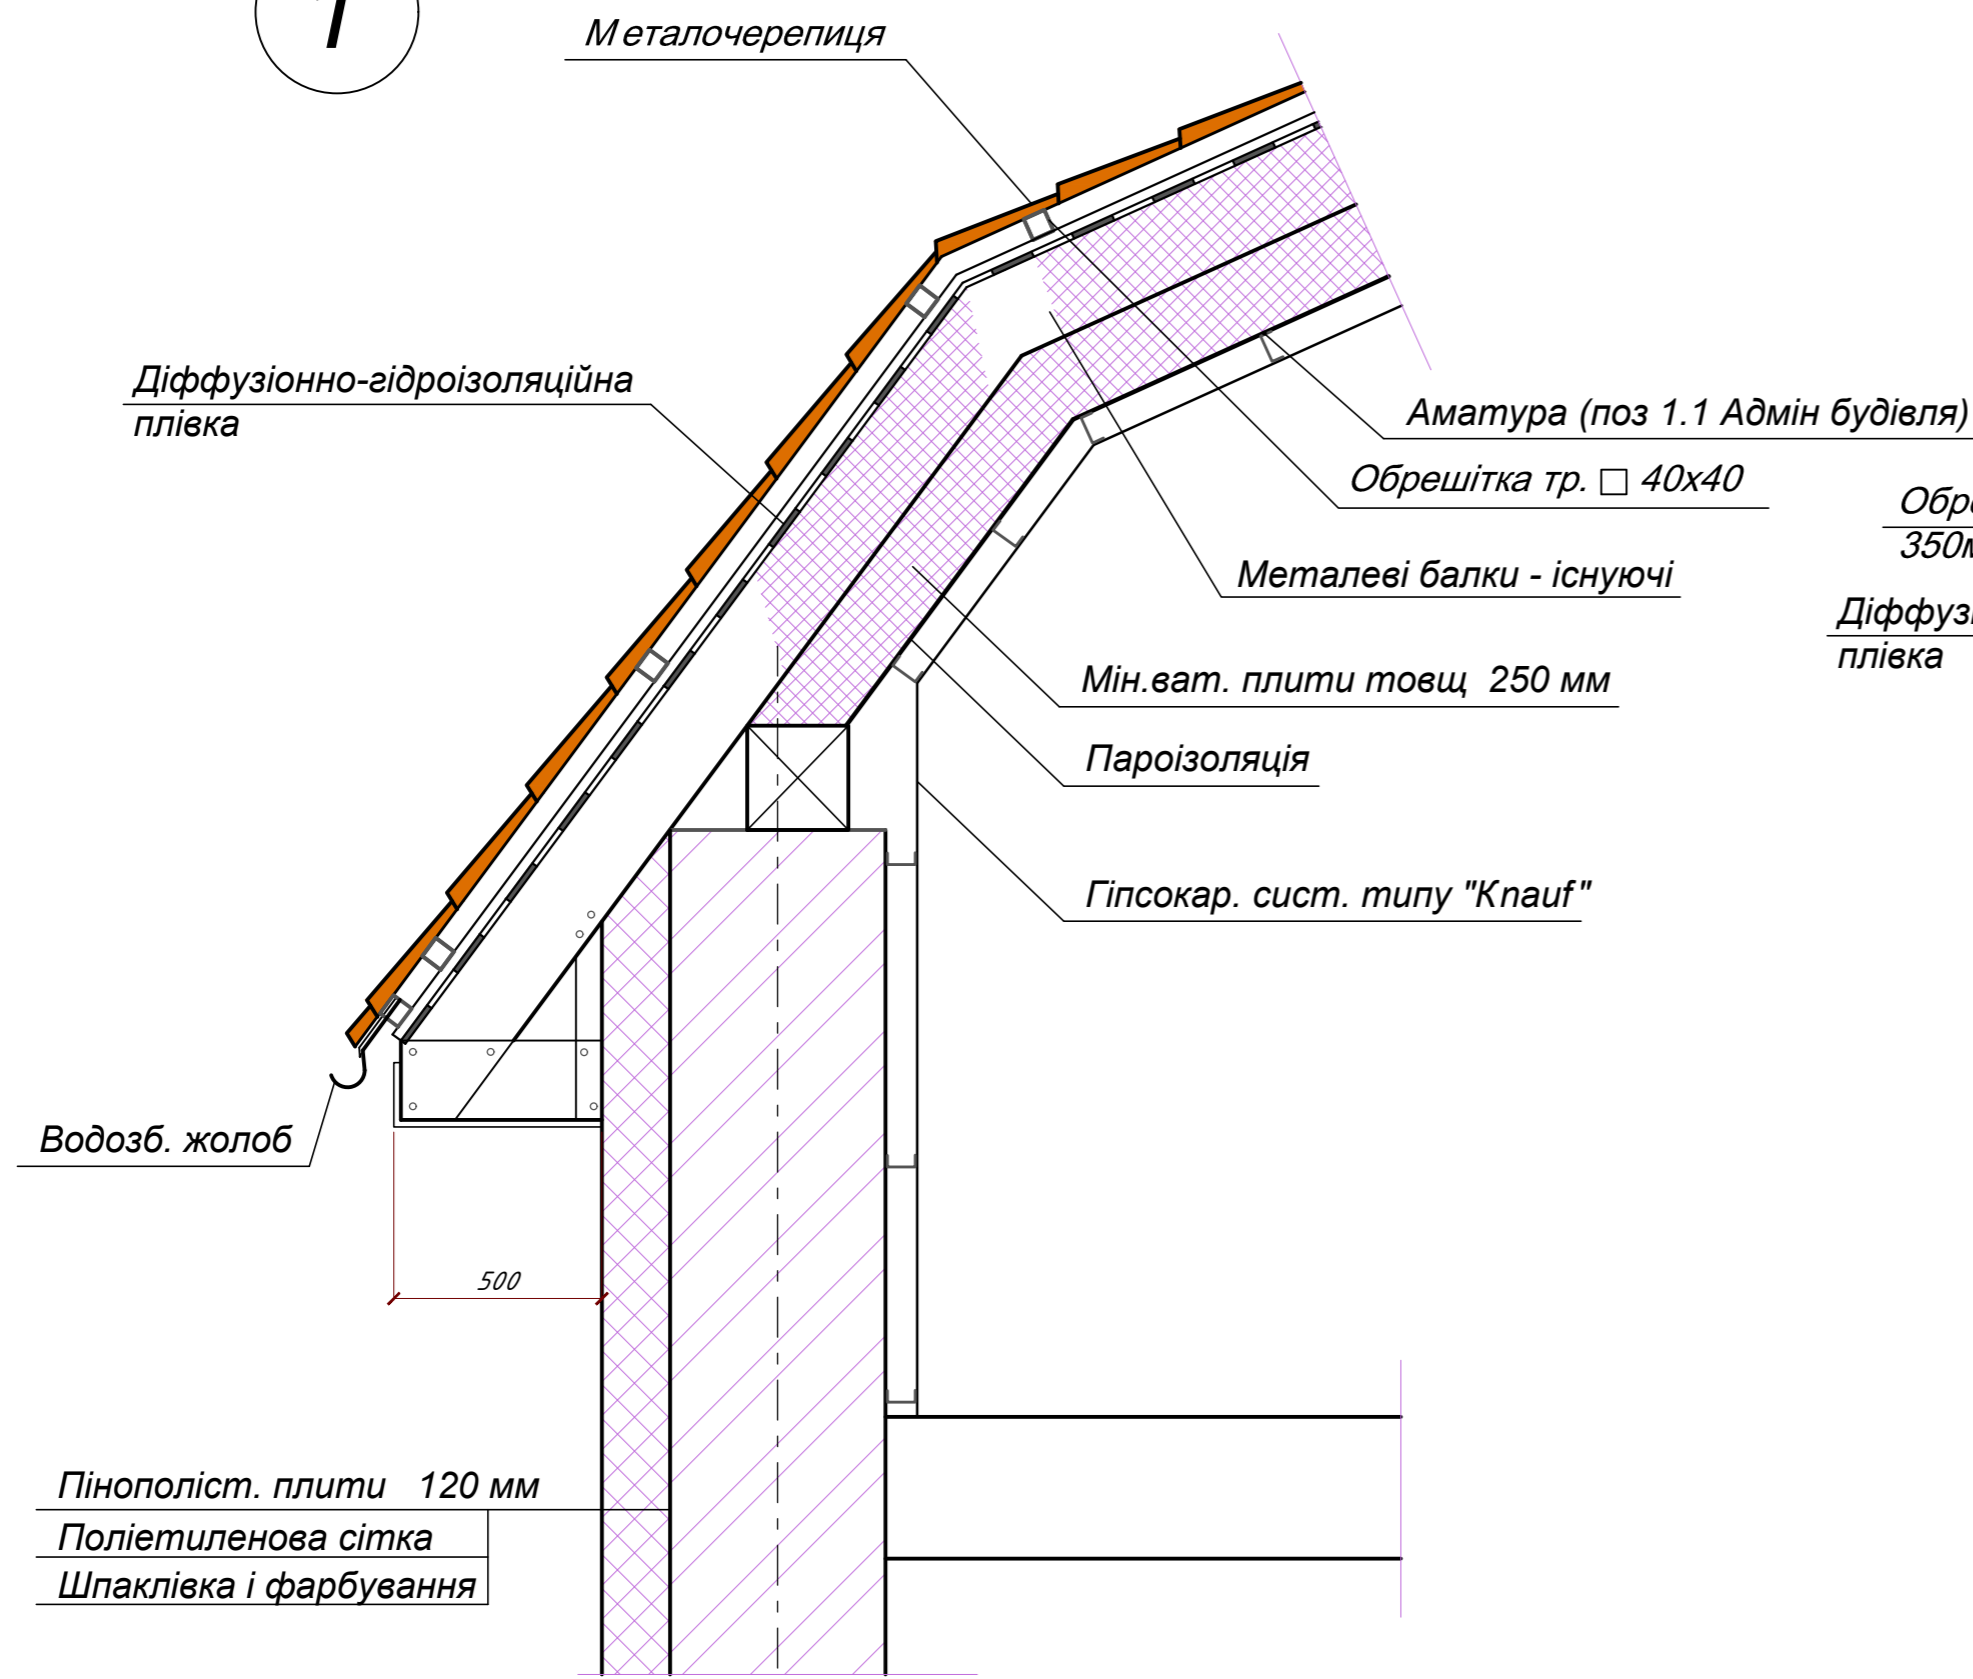 1
Металочерепиця
Діффузіонно-гідроізоляційна
плівка
Аматура (поз 1.1 Адмін будівля)
Обрешітка тр. □ 40х40
Металеві балки - існуючі
350м
плівка
Мін.ват. плити товщ 250 мм
Пароізоляція
Гіпсокар. сист. типу "Knauf"
Водозб. жолоб
500
Пінополіст. плити 120 мм
Поліетиленова сітка
Шпаклівка і фарбування